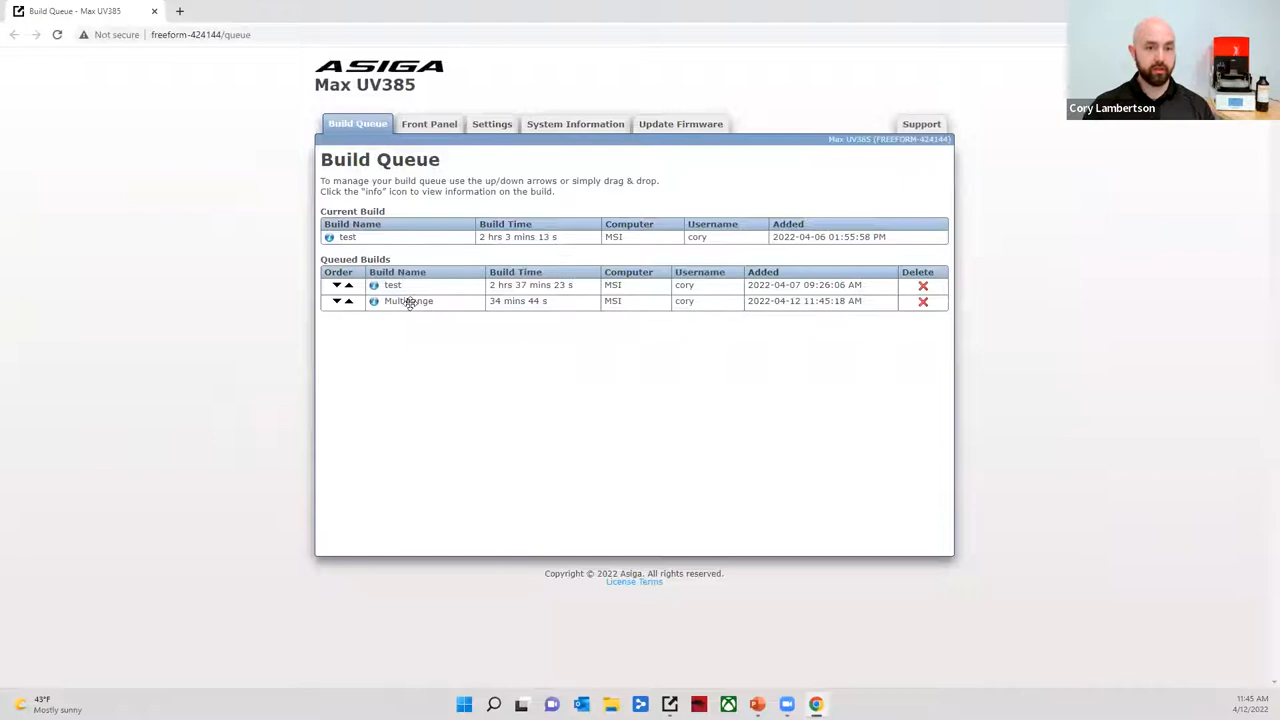 Build Queue - Max UV385
Not secure freeform-424144/queue
ASIGA
Max UV385
Cory Lambertson
Build Queue Front Panel Settings System Information Update Firmware Support
Max UV385 (FREEFORM-424144)
Build Queue
To manage your build queue use the up/down arrows or simply drag & drop.
Click the "info" icon to view information on the build.
Current Build
Build Name Build Time Computer Username Added
test 2 hrs 3 mins 13 s MSI cory 2022-04-06 01:55:58 PM
Queued Builds
Order Build Name Build Time Computer Username Added Delete
test 2 hrs 37 mins 23 s MSI cory 2022-04-07 09:26:06 AM
34 mins 44 s MSI cory 2022-04-12 11:45:18 AM
Copyright © 2022 Asiga. All rights reserved.
License Terms
43°F
Mostly sunny
11:45 AM
4/12/2022